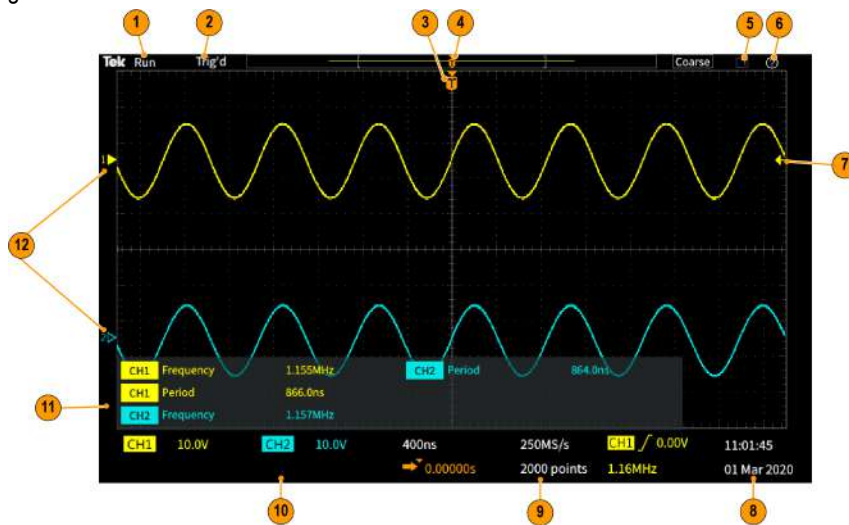 1 2 3 4 5 6
Tek Run Trig'd T Coarse ?
T
1 7
12
2
CH1 Frequency 1.155MHz CH2 Period 864.0ns
CH1 Period 866.0ns
11
CH2 Frequency 1.157MHz
CH1 10.0V CH2 10.0V 400ns 250MS/s CH1 0.00V 11:01:45
0.00000s 2000 points 1.16MHz 01 Mar 2020
10 9 8